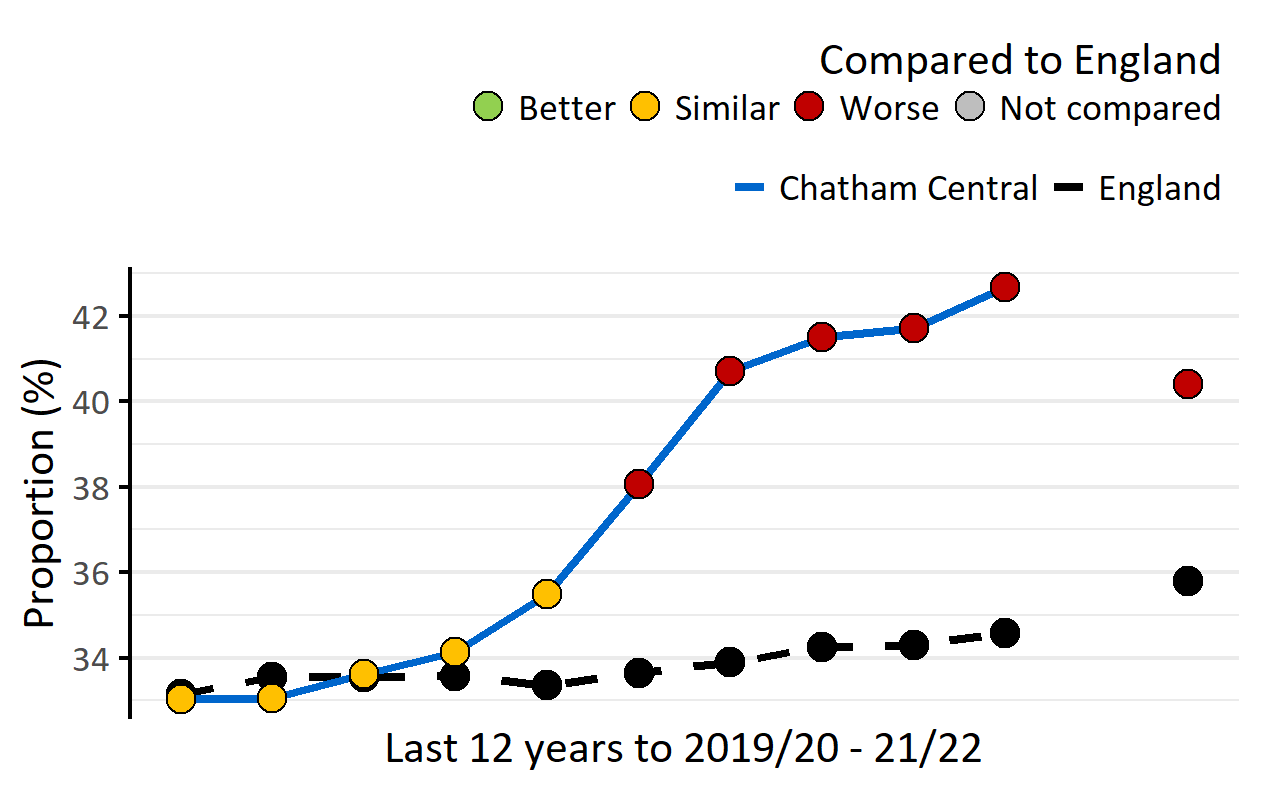 Compared to England
Better Similar Worse Not compared
Chatham Central England
42
40
38
36
34
Proportion (%)
Last 12 years to 2019/20 - 21/22